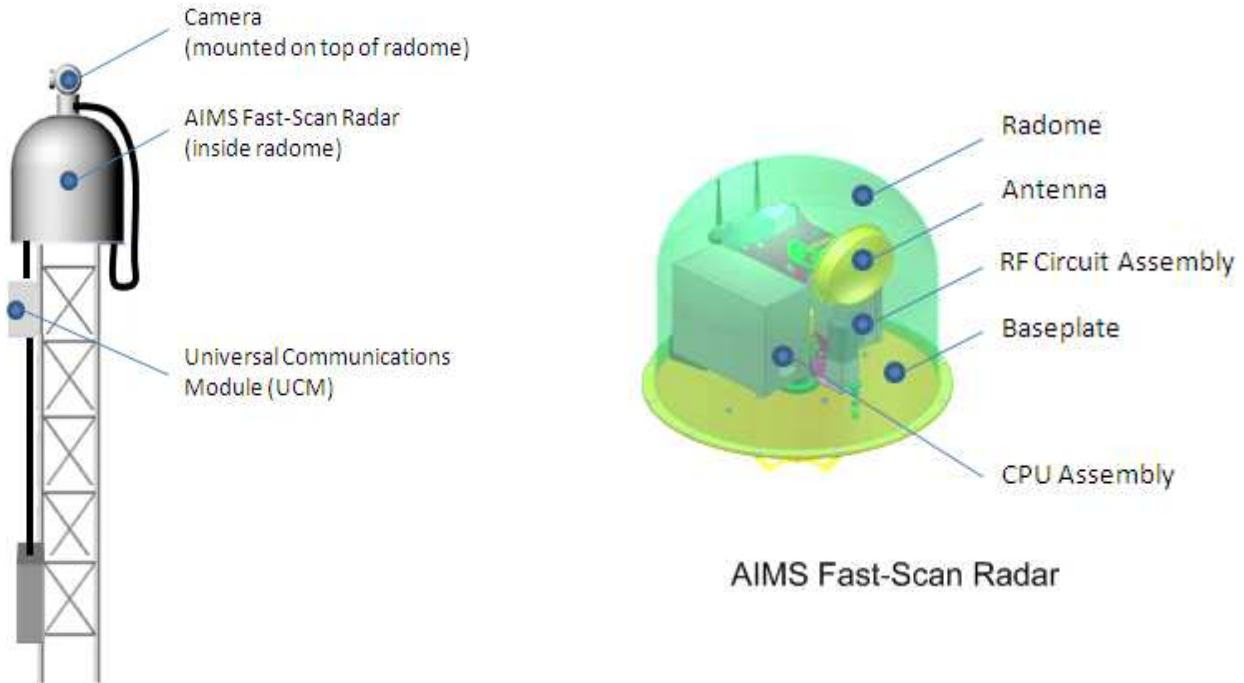 Camera
(mounted on top of radome)
AIMS Fast-Scan Radar
(inside radome)
Universal Communications
Module (UCM)
Radome
Antenna
RF Circuit Assembly
Baseplate
CPU Assembly
AIMS Fast-Scan Radar